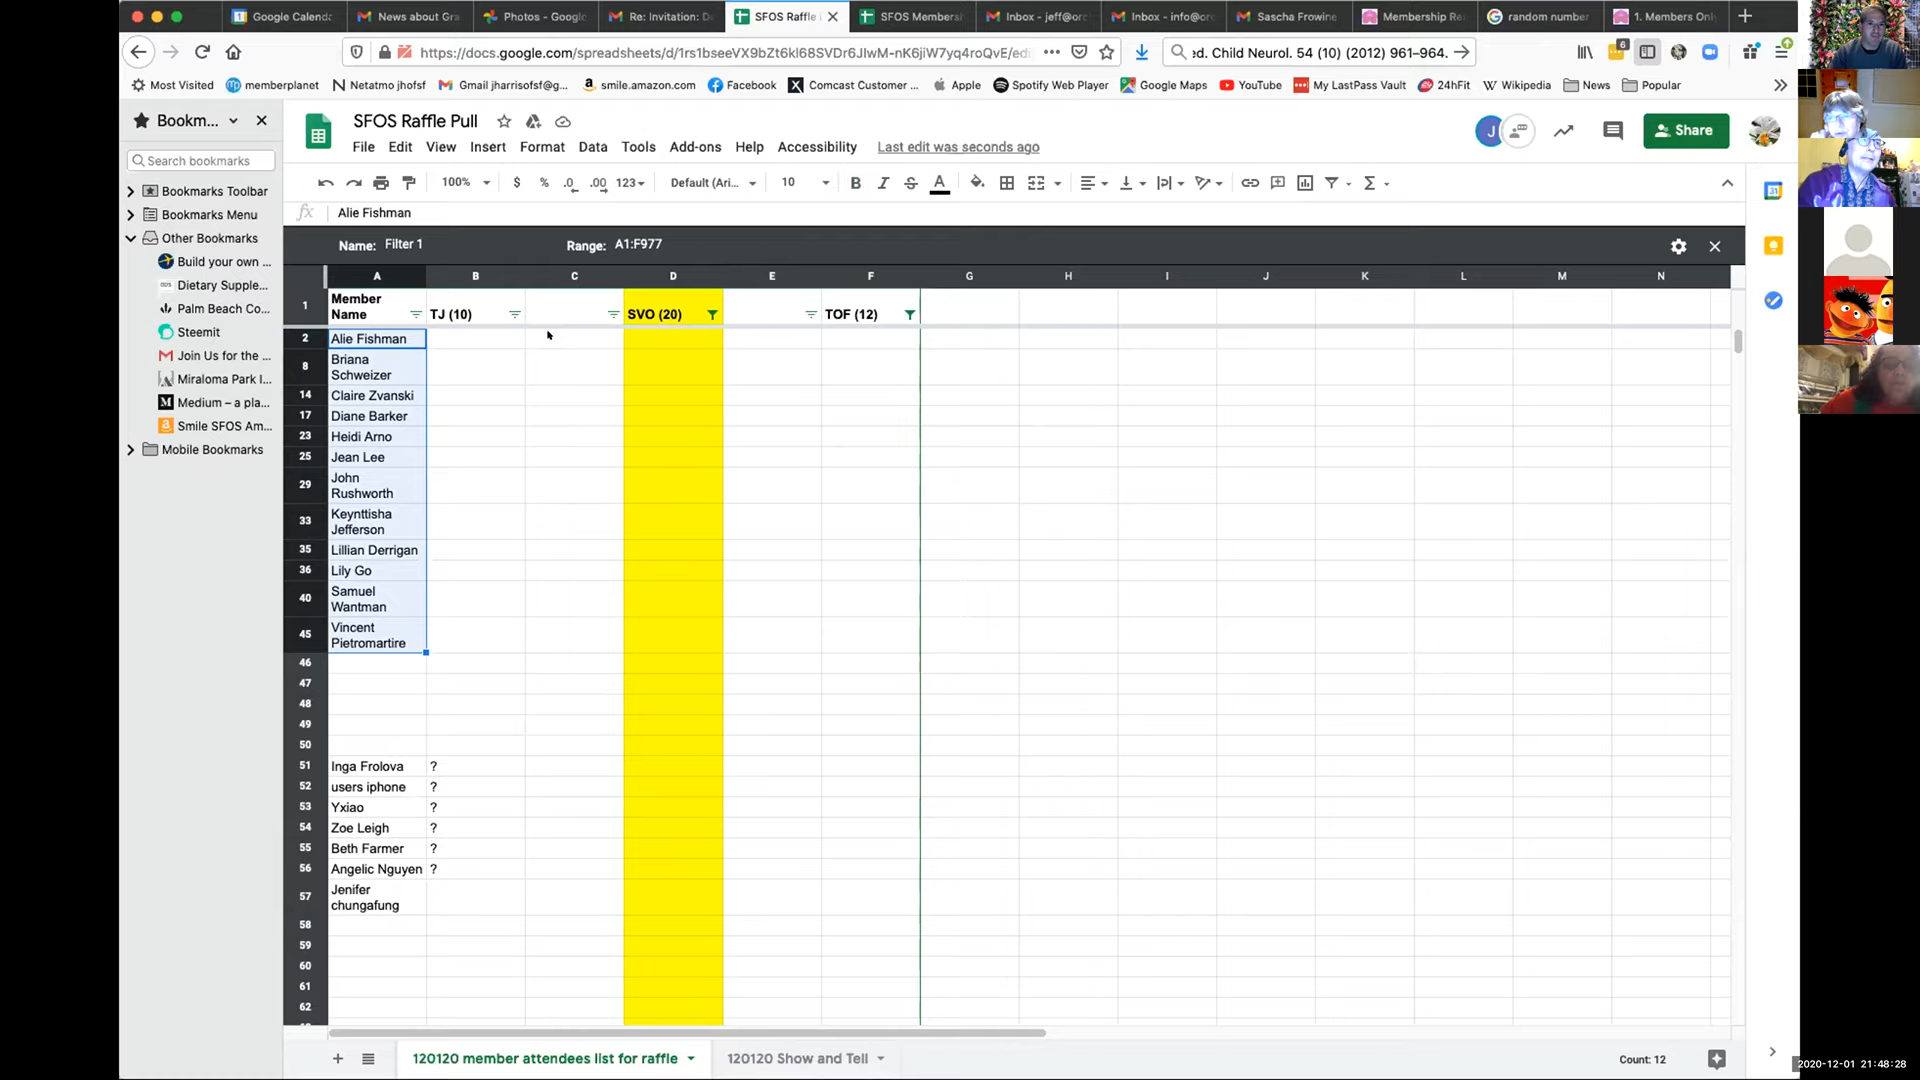 Google Calenda
News about Gra
Photos - Google
Re: Invitation: D
SFOS Raffle
SFOS Membersh
Inbox - jeff@orc
Inbox - info@orc
Sascha Frowine
Membership Re
random number
1. Members Onl
https://docs.google.com/spreadsheets/d/1rs1bseeVX9bZt6kl68SVDr6JlwM-nK6jiW7yq4roQvE/edi
ed. Child Neurol. 54 (10) (2012) 961–964.
6
Most Visited
memberplanet
Netatmo jhofsf
Gmail jharrisofsf@g...
smile.amazon.com
Facebook
Comcast Customer ...
Apple
Spotify Web Player
Google Maps
YouTube
My LastPass Vault
24hFit
Wikipedia
News
Popular
Bookm...
Search bookmarks
Bookmarks Toolbar
Bookmarks Menu
Other Bookmarks
Build your own ...
Dietary Supple...
Palm Beach Co...
Steemit
Join Us for the ...
Miraloma Park I...
Medium – a pla...
Smile SFOS Am...
Mobile Bookmarks
SFOS Raffle Pull
File Edit View Insert Format Data Tools Add-ons Help Accessibility Last edit was seconds ago
J
Share
100% $ % .0 .00 123 Default (Ari... 10 B I S A
fx Alie Fishman
Name: Filter 1 Range: A1:F977
A B C D E F G H I J K L M N
1 Member Name TJ (10) SVO (20) TOF (12)
2 Alie Fishman
8 Briana
Schweizer
14 Claire Zvanski
17 Diane Barker
23 Heidi Arno
25 Jean Lee
29 John
Rushworth
33 Keynttisha
Jefferson
35 Lillian Derrigan
36 Lily Go
40 Samuel
Wantman
45 Vincent
Pietromartire
46
47
48
49
50
51 Inga Frolova ?
52 users iphone ?
53 Yxiao ?
54 Zoe Leigh ?
55 Beth Farmer ?
56 Angelic Nguyen ?
57 Jenifer
chungafung
58
59
60
61
62
120120 member attendees list for raffle
120120 Show and Tell
Count: 12
2020-12-01 21:48:28